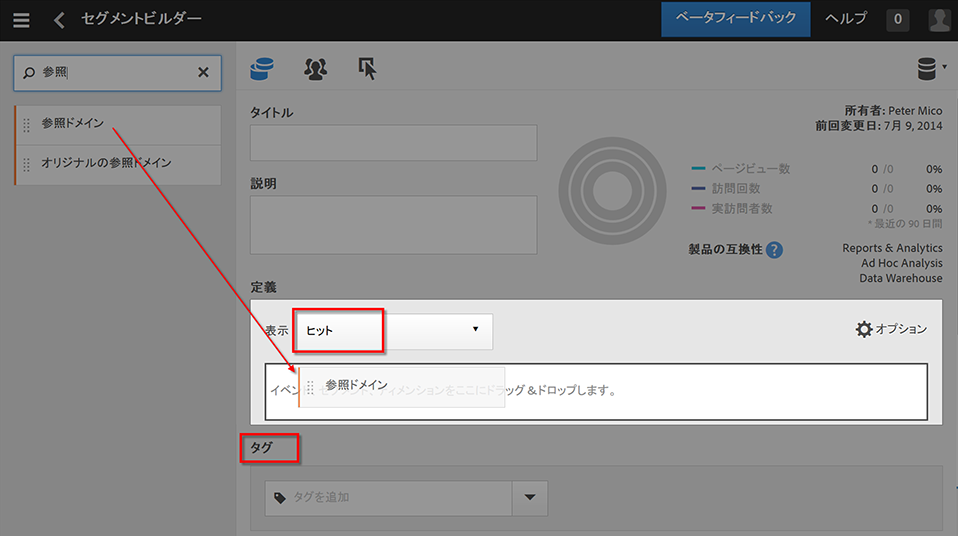 セグメントビルダー
ベータフィードバック
ヘルプ
0
参照
参照ドメイン
オリジナルの参照ドメイン
タイトル
説明
所有者: Peter Mico
前回変更日: 7月 9, 2014
ページビュー数 0 /0 0%
訪問回数 0 /0 0%
実訪問者数 0 /0 0%
* 最近の 90 日間
製品の互換性 ?
Reports & Analytics
Ad Hoc Analysis
Data Warehouse
定義
表示 ヒット
オプション
参照ドメイン
イベント、セグメント、ディメンションをここにドラッグ＆ドロップします。
タグ
タグを追加